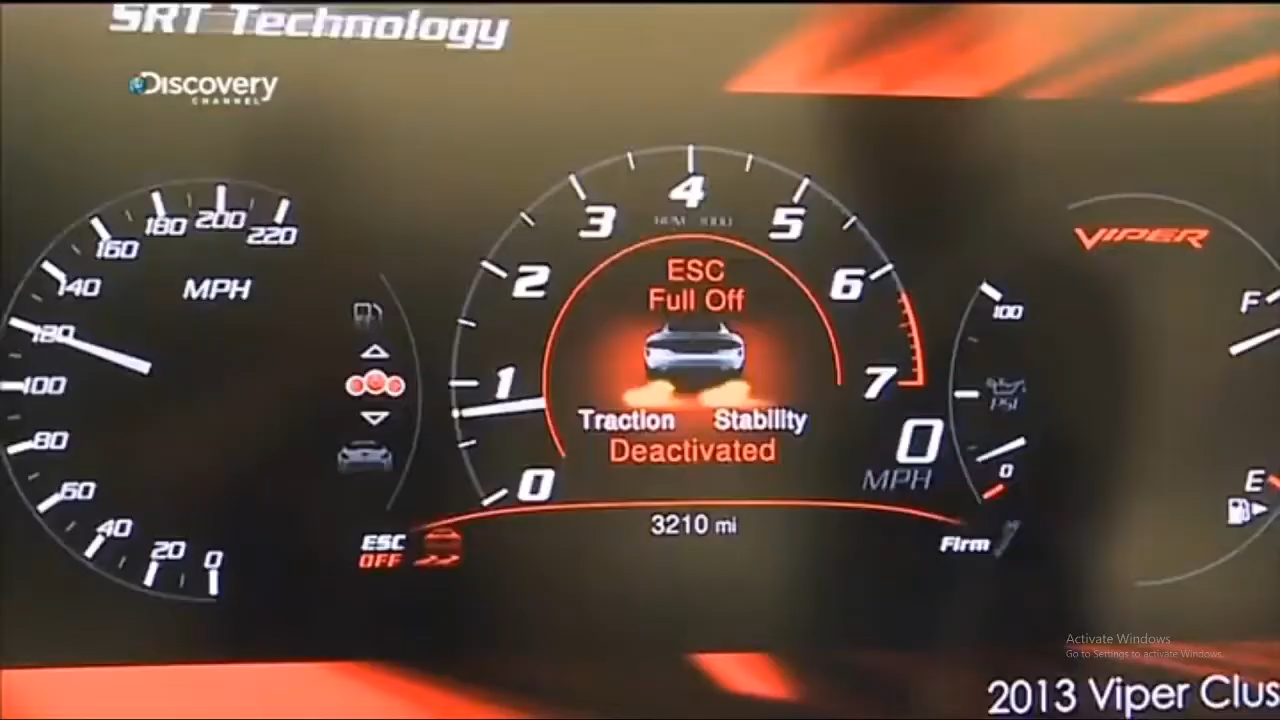 SRT Technology
Discovery
CHANNEL
220
200
180
160
140
120
100
80
60
40
20
0
MPH
0
1
2
3
4
5
6
7
RPM 1000
ESC
Full Off
Traction Stability
Deactivated
0
MPH
3210 mi
ESC
OFF
Firm
100
PSI
0
VIPER
F
E
Activate Windows
Go to Settings to activate Windows.
2013 Viper Clus